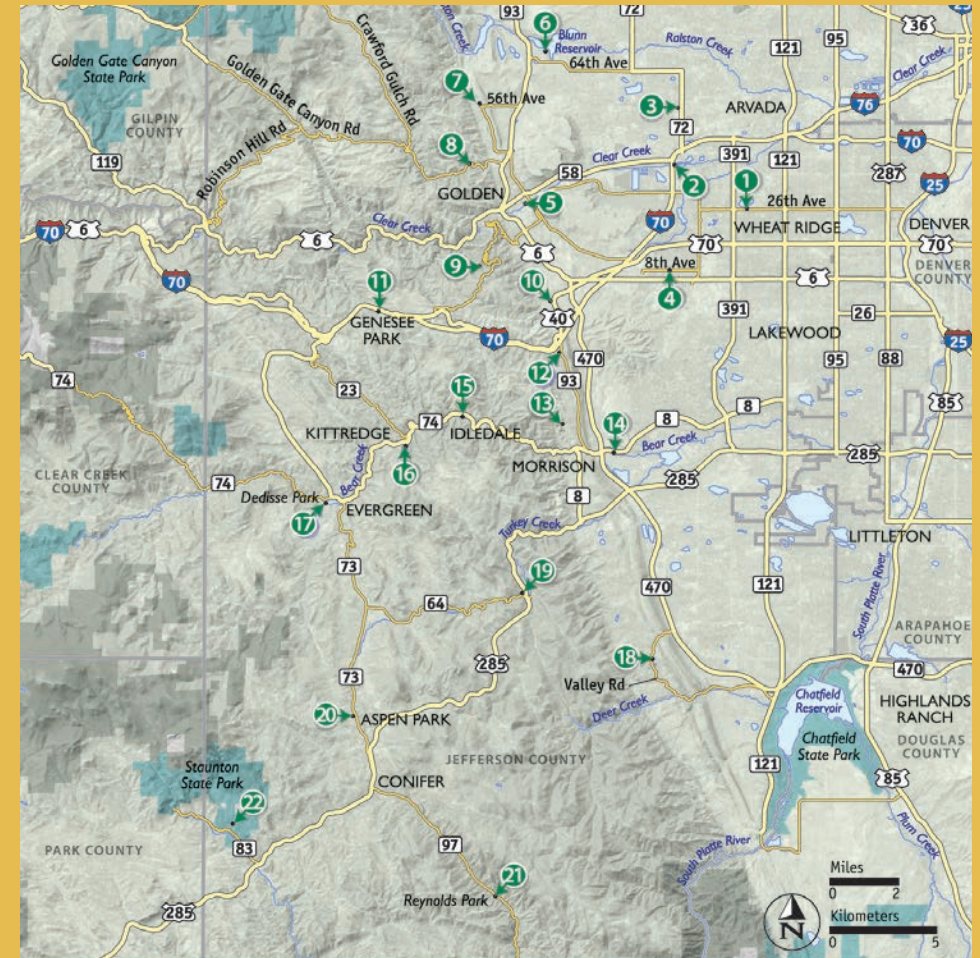 93
72
6
36
25
Blunn
Reservoir
Ralston Creek
121
95
lston Creek
64th Ave
Clear Creek
Crawford Gulch Rd
Golden Gate Canyon
State Park
Golden Gate Canyon Rd
7
56th Ave
3
ARVADA
76
GILPIN
COUNTY
72
70
119
Robinson Hill Rd
8
58
Clear Creek
391
121
287
2
1
25
GOLDEN
5
26th Ave
70
6
Clear Creek
6
70
WHEAT RIDGE
DENVER
6
70
70
9
8th Ave
DENVER
COUNTY
70
11
10
4
6
40
391
26
GENESEE
PARK
70
LAKEWOOD
25
470
12
93
95
88
74
23
15
13
85
74
14
8
8
KITTREDGE
IDLEDALE
Bear Creek
16
MORRISON
285
CLEAR CREEK
COUNTY
74
Bear Creek
285
Dedisse Park
8
17
EVERGREEN
Turkey Creek
LITTLETON
73
19
470
121
South Platte River
64
ARAPAHOE
COUNTY
285
18
470
73
Valley Rd
Chatfield
Reservoir
HIGHLANDS
RANCH
Deer Creek
20
ASPEN PARK
Chatfield
State Park
DOUGLAS
COUNTY
JEFFERSON COUNTY
121
85
Staunton
State Park
CONIFER
22
Plum Creek
83
97
South Platte River
PARK COUNTY
21
Miles
0 2
Reynolds Park
285
N
Kilometers
0 5